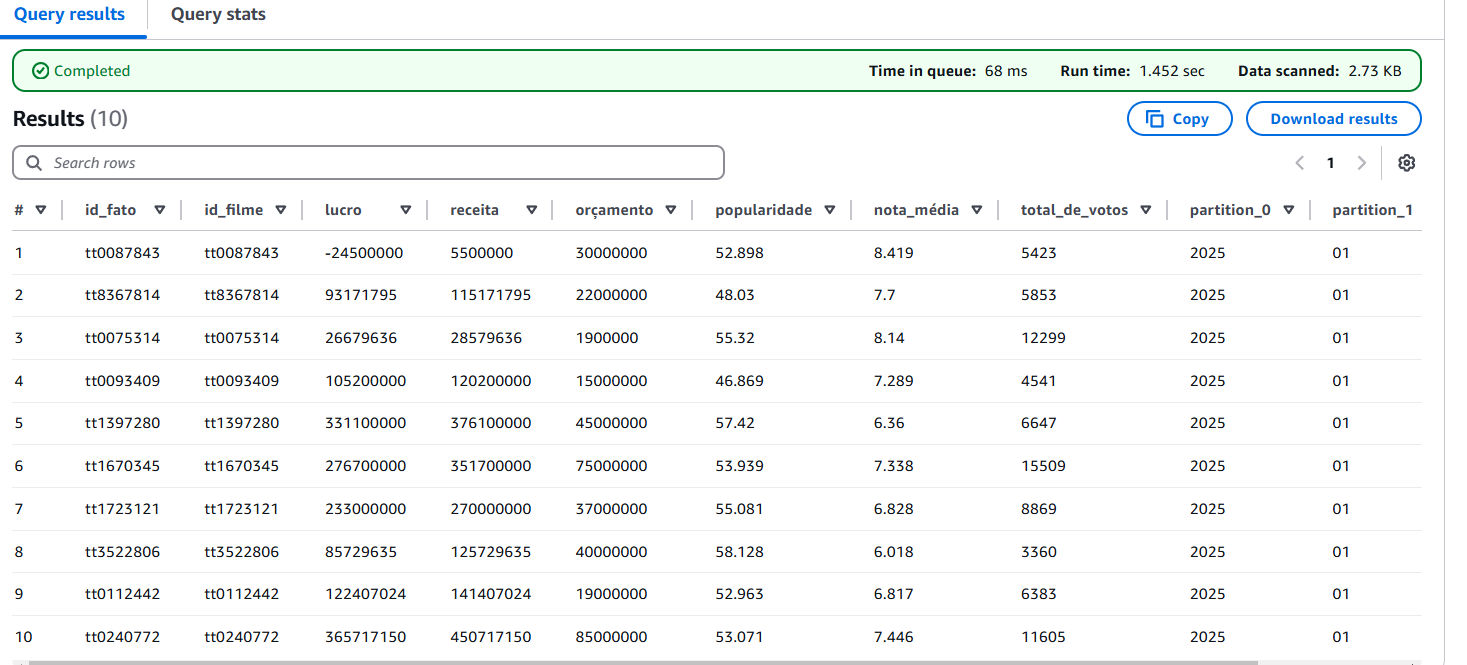 Query results Query stats
Completed Time in queue: 68 ms Run time: 1.452 sec Data scanned: 2.73 KB
Results (10) Copy Download results
Search rows 1
# id_fato id_filme lucro receita orçamento popularidade nota_média total_de_votos partition_0 partition_1
1 tt0087843 tt0087843 -24500000 5500000 30000000 52.898 8.419 5423 2025 01
2 tt8367814 tt8367814 93171795 115171795 22000000 48.03 7.7 5853 2025 01
3 tt0075314 tt0075314 26679636 28579636 1900000 55.32 8.14 12299 2025 01
4 tt0093409 tt0093409 105200000 120200000 15000000 46.869 7.289 4541 2025 01
5 tt1397280 tt1397280 331100000 376100000 45000000 57.42 6.36 6647 2025 01
6 tt1670345 tt1670345 276700000 351700000 75000000 53.939 7.338 15509 2025 01
7 tt1723121 tt1723121 233000000 270000000 37000000 55.081 6.828 8869 2025 01
8 tt3522806 tt3522806 85729635 125729635 40000000 58.128 6.018 3360 2025 01
9 tt0112442 tt0112442 122407024 141407024 19000000 52.963 6.817 6383 2025 01
10 tt0240772 tt0240772 365717150 450717150 85000000 53.071 7.446 11605 2025 01